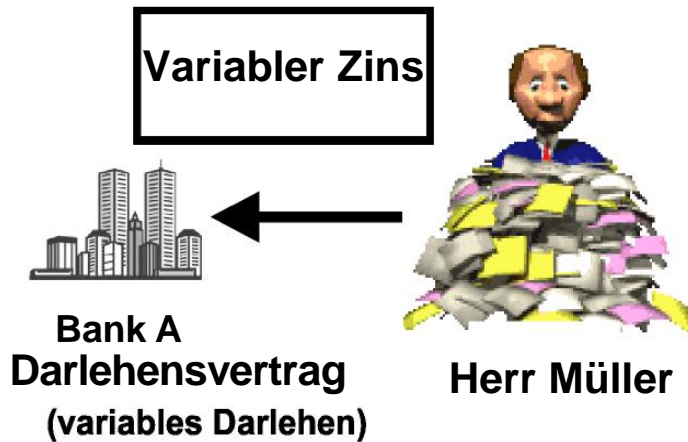 Variabler Zins
Bank A
Darlehensvertrag
(variables Darlehen)
Herr Müller